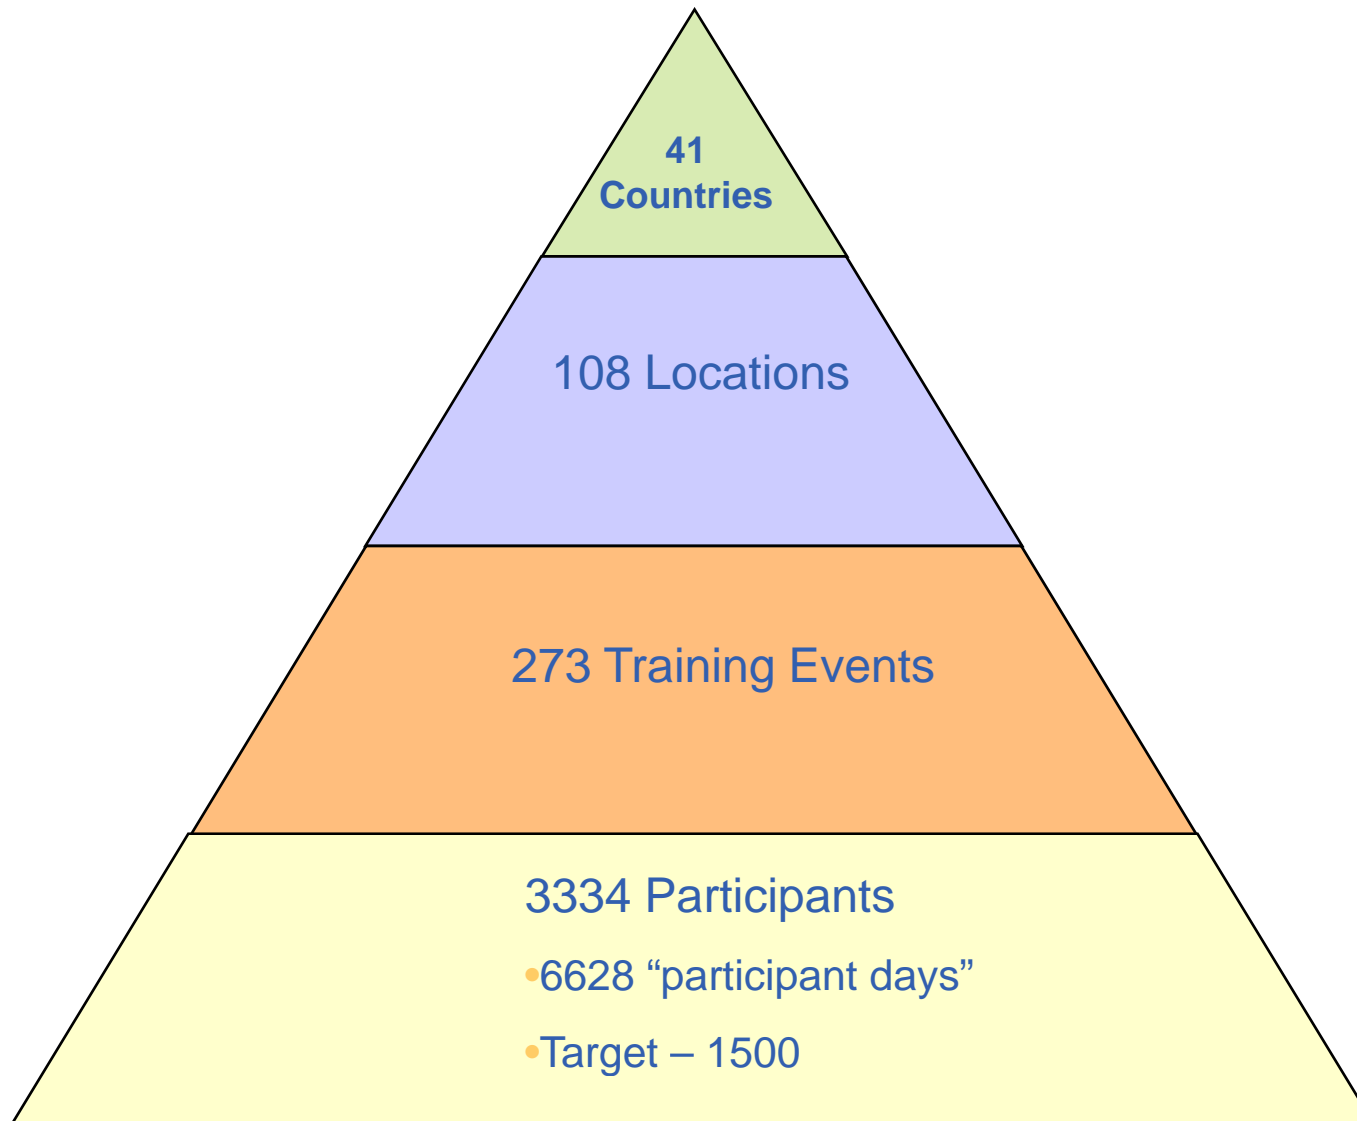 41
Countries
108 Locations
273 Training Events
3334 Participants
•6628 “participant days”
•Target – 1500